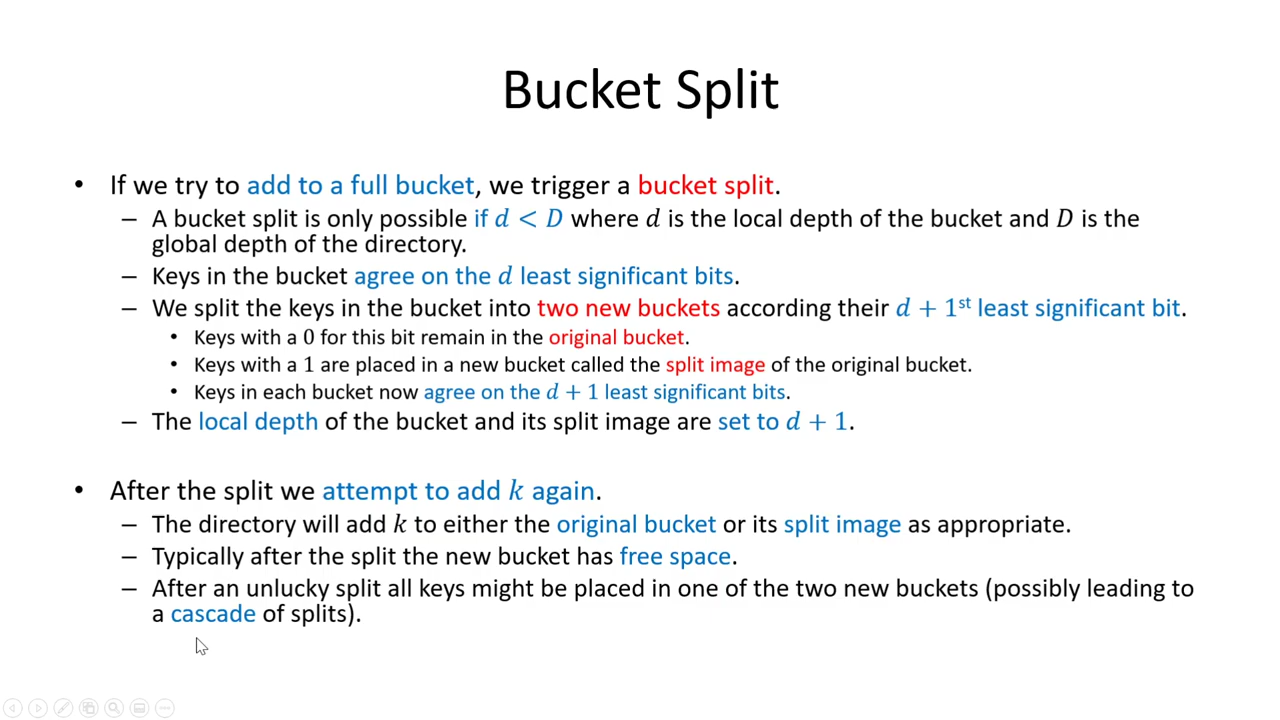 Bucket Split
• If we try to add to a full bucket, we trigger a bucket split.
– A bucket split is only possible if d < D where d is the local depth of the bucket and D is the
global depth of the directory.
– Keys in the bucket agree on the d least significant bits.
– We split the keys in the bucket into two new buckets according their d + 1ˢᵗ least significant bit.
• Keys with a 0 for this bit remain in the original bucket.
• Keys with a 1 are placed in a new bucket called the split image of the original bucket.
• Keys in each bucket now agree on the d + 1 least significant bits.
– The local depth of the bucket and its split image are set to d + 1.
• After the split we attempt to add k again.
– The directory will add k to either the original bucket or its split image as appropriate.
– Typically after the split the new bucket has free space.
– After an unlucky split all keys might be placed in one of the two new buckets (possibly leading to
a cascade of splits).